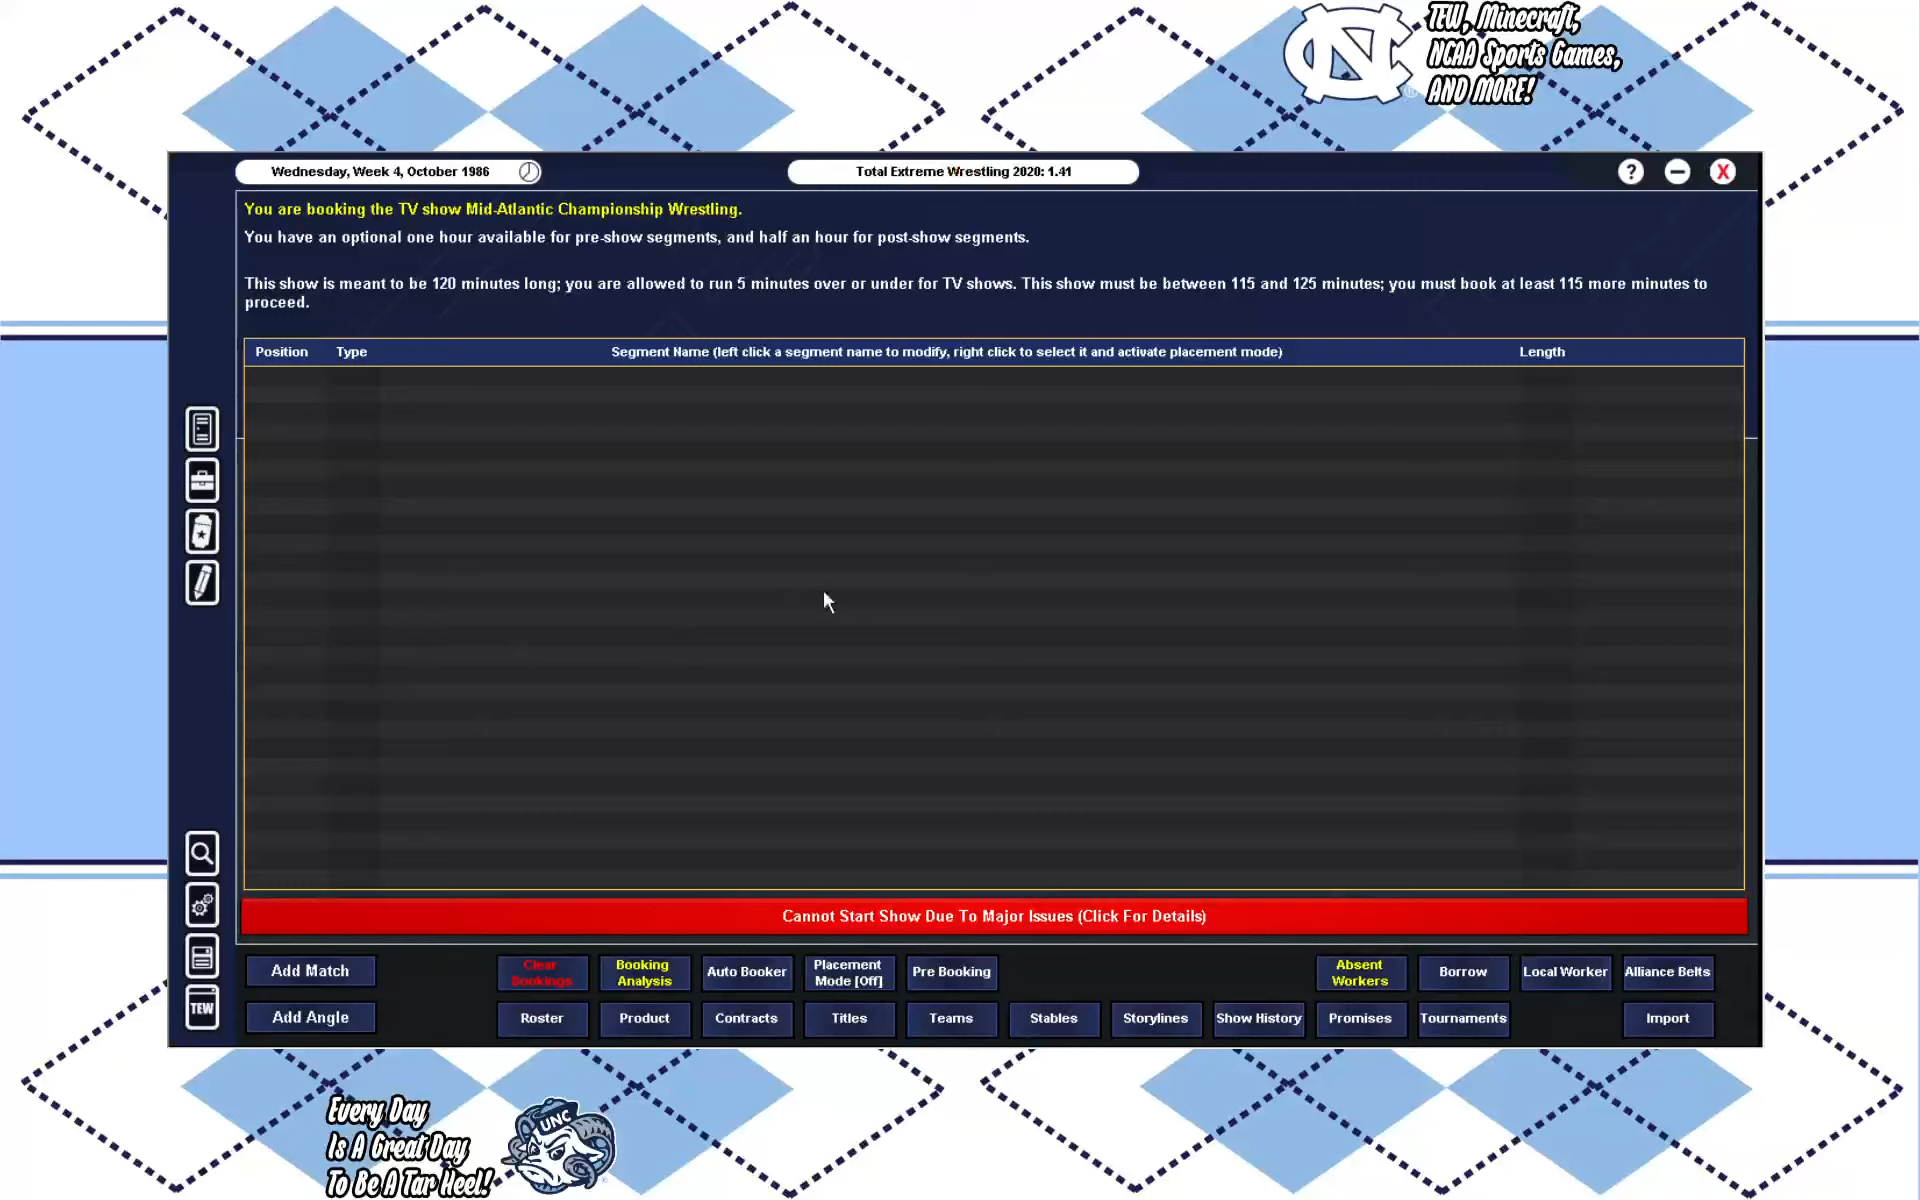 TEW, Minecraft,
NCAA Sports Games,
AND MORE!
NC
Wednesday, Week 4, October 1986
Total Extreme Wrestling 2020: 1.41
?
X
You are booking the TV show Mid-Atlantic Championship Wrestling.
You have an optional one hour available for pre-show segments, and half an hour for post-show segments.
This show is meant to be 120 minutes long; you are allowed to run 5 minutes over or under for TV shows. This show must be between 115 and 125 minutes; you must book at least 115 more minutes to
proceed.
Position Type Segment Name (left click a segment name to modify, right click to select it and activate placement mode) Length
Cannot Start Show Due To Major Issues (Click For Details)
Add Match
Clear
Bookings
Booking
Analysis
Auto Booker
Placement
Mode [Off]
Pre Booking
Absent
Workers
Borrow
Local Worker
Alliance Belts
TEW
Add Angle
Roster
Product
Contracts
Titles
Teams
Stables
Storylines
Show History
Promises
Tournaments
Import
Every Day
Is A Great Day
To Be A Tar Heel!
UNC